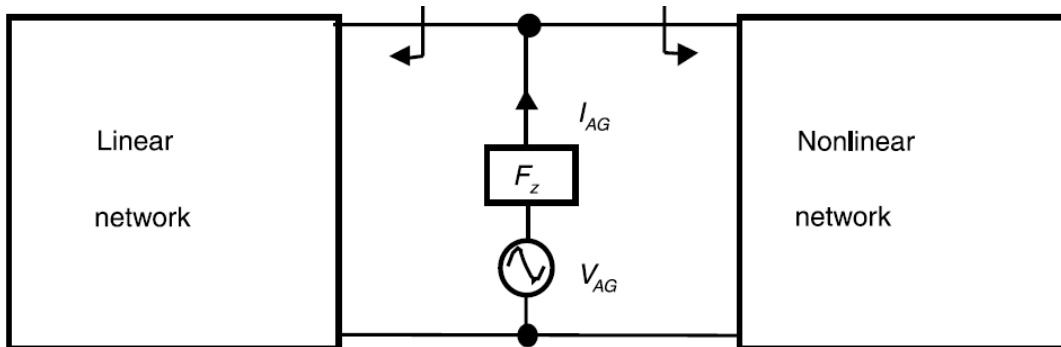 Linear
network
I_AG
F_z
V_AG
Nonlinear
network